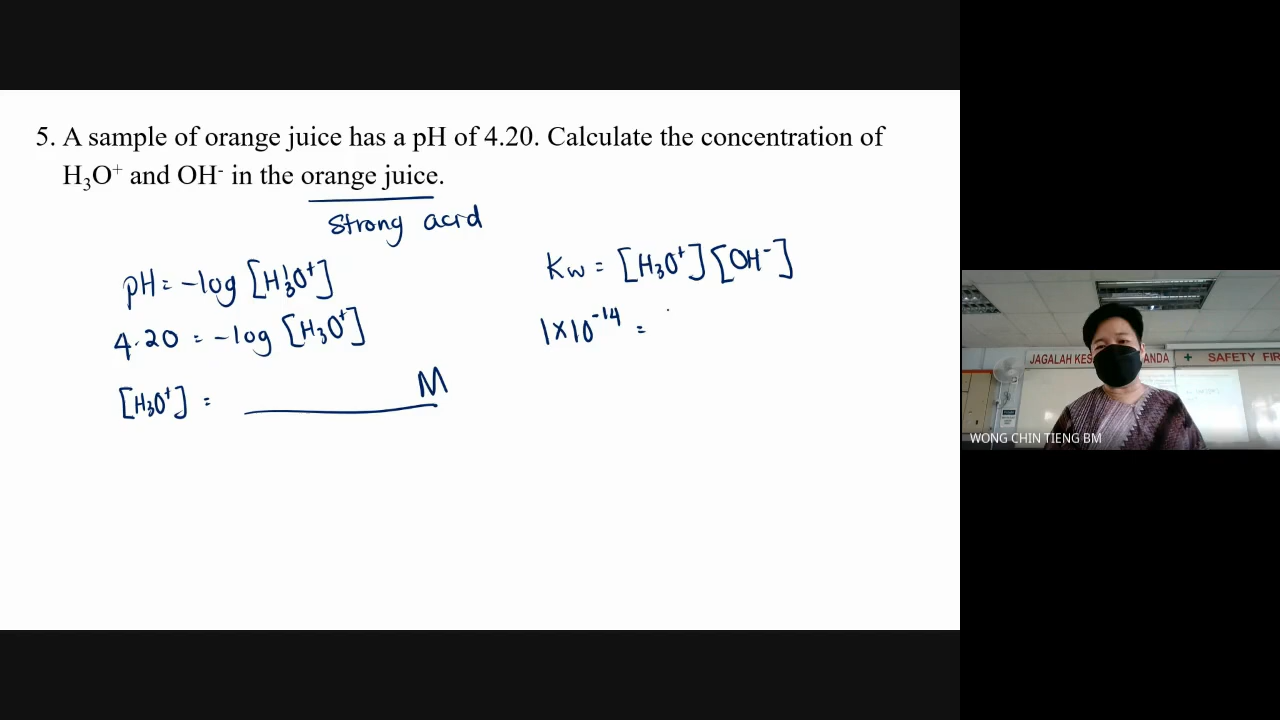 5. A sample of orange juice has a pH of 4.20. Calculate the concentration of
H₃O⁺ and OH⁻ in the orange juice.
Strong acid
pH = -log [H₃O⁺]
4.20 = -log [H₃O⁺]
[H₃O⁺] = M
Kw = [H₃O⁺][OH⁻]
1×10⁻¹⁴ =
JAGALAH KES ANDA + SAFETY FIR
WONG CHIN TIENG BM